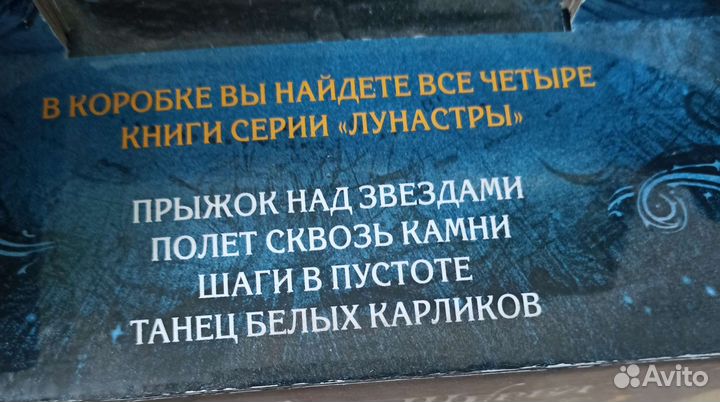 В КОРОБКЕ ВЫ НАЙДЕТЕ ВСЕ ЧЕТЫРЕ
КНИГИ СЕРИИ «ЛУНАСТРЫ»
ПРЫЖОК НАД ЗВЕЗДАМИ
ПОЛЕТ СКВОЗЬ КАМНИ
ШАГИ В ПУСТОТЕ
ТАНЕЦ БЕЛЫХ КАРЛИКОВ
Avito